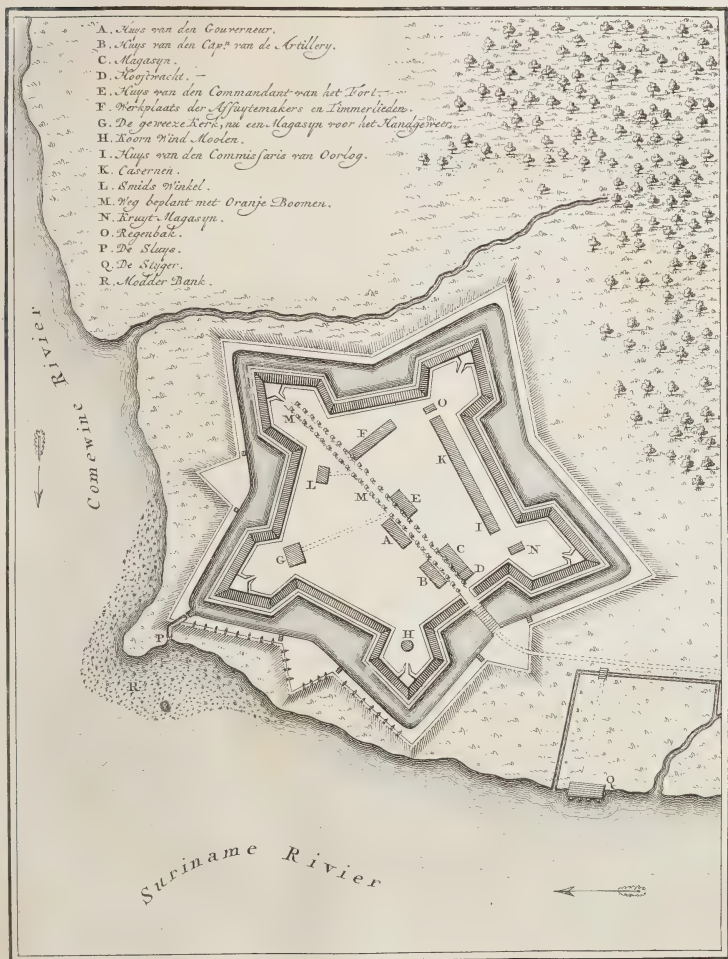 A. Huys van den Gouverneur.
B. Huys van den Capn. van de Artillery.
C. Magasyn.
D. Hooftwacht. –
E. Huys van den Commandant van het Fort –
F. Werkplaats der Affuytemakers en Timmerlieden.
G. De geweeze Kerk, nu een Magasyn voor het Handgeweer.
H. Koorn Wind Moolen.
I. Huys van den Commissaris van Oorlog.
K. Casernen.
L. Smids Winkel.
M. Weg beplant met Oranje Boomen.
N. Kruyt-Magasyn.
O. Regenbak.
P. De Sluys.
Q. De Styger.
R. Modder Bank.
Comewine Rivier
M
O
F
K
L
M
E
A
I
C
N
G
B
D
H
P
R
Q
Suriname Rivier